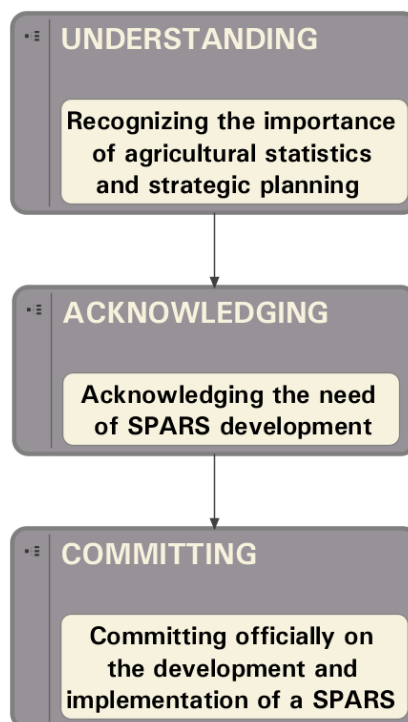 UNDERSTANDING
Recognizing the importance
of agricultural statistics
and strategic planning
ACKNOWLEDGING
Acknowledging the need
of SPARS development
COMMITTING
Committing officially on
the development and
implementation of a SPARS